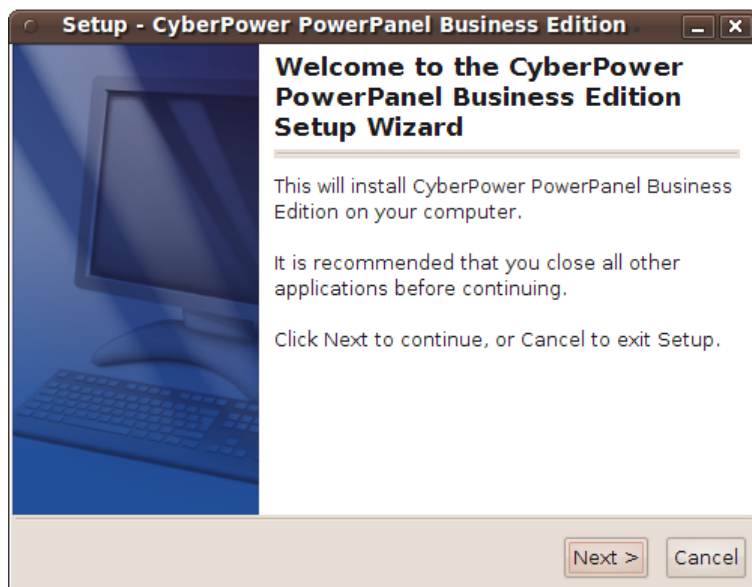 Setup - CyberPower PowerPanel Business Edition
Welcome to the CyberPower
PowerPanel Business Edition
Setup Wizard
This will install CyberPower PowerPanel Business
Edition on your computer.
It is recommended that you close all other
applications before continuing.
Click Next to continue, or Cancel to exit Setup.
Next >
Cancel